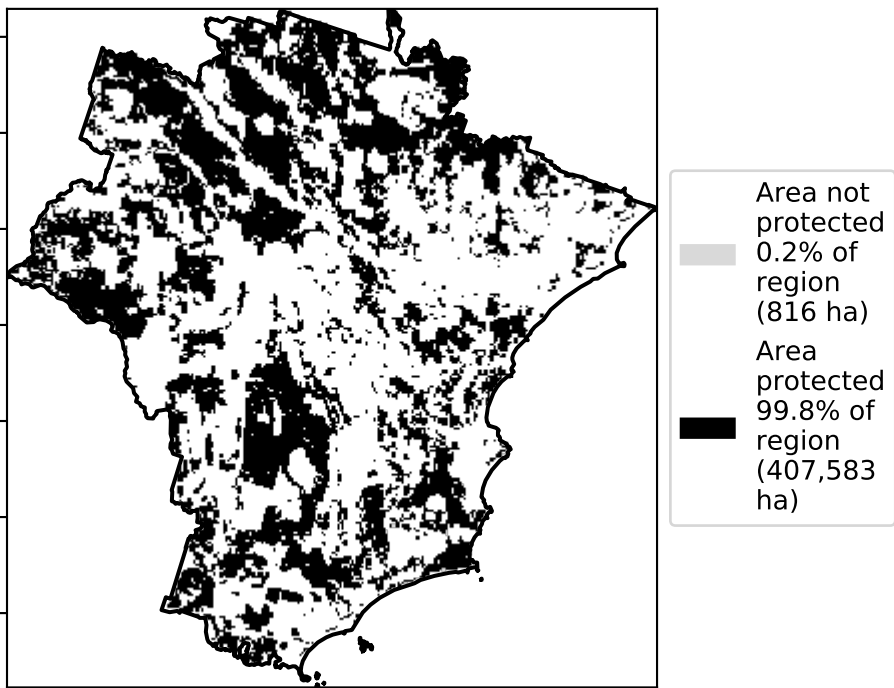 Area not
protected
0.2% of
region
(816 ha)
Area
protected
99.8% of
region
(407,583
ha)